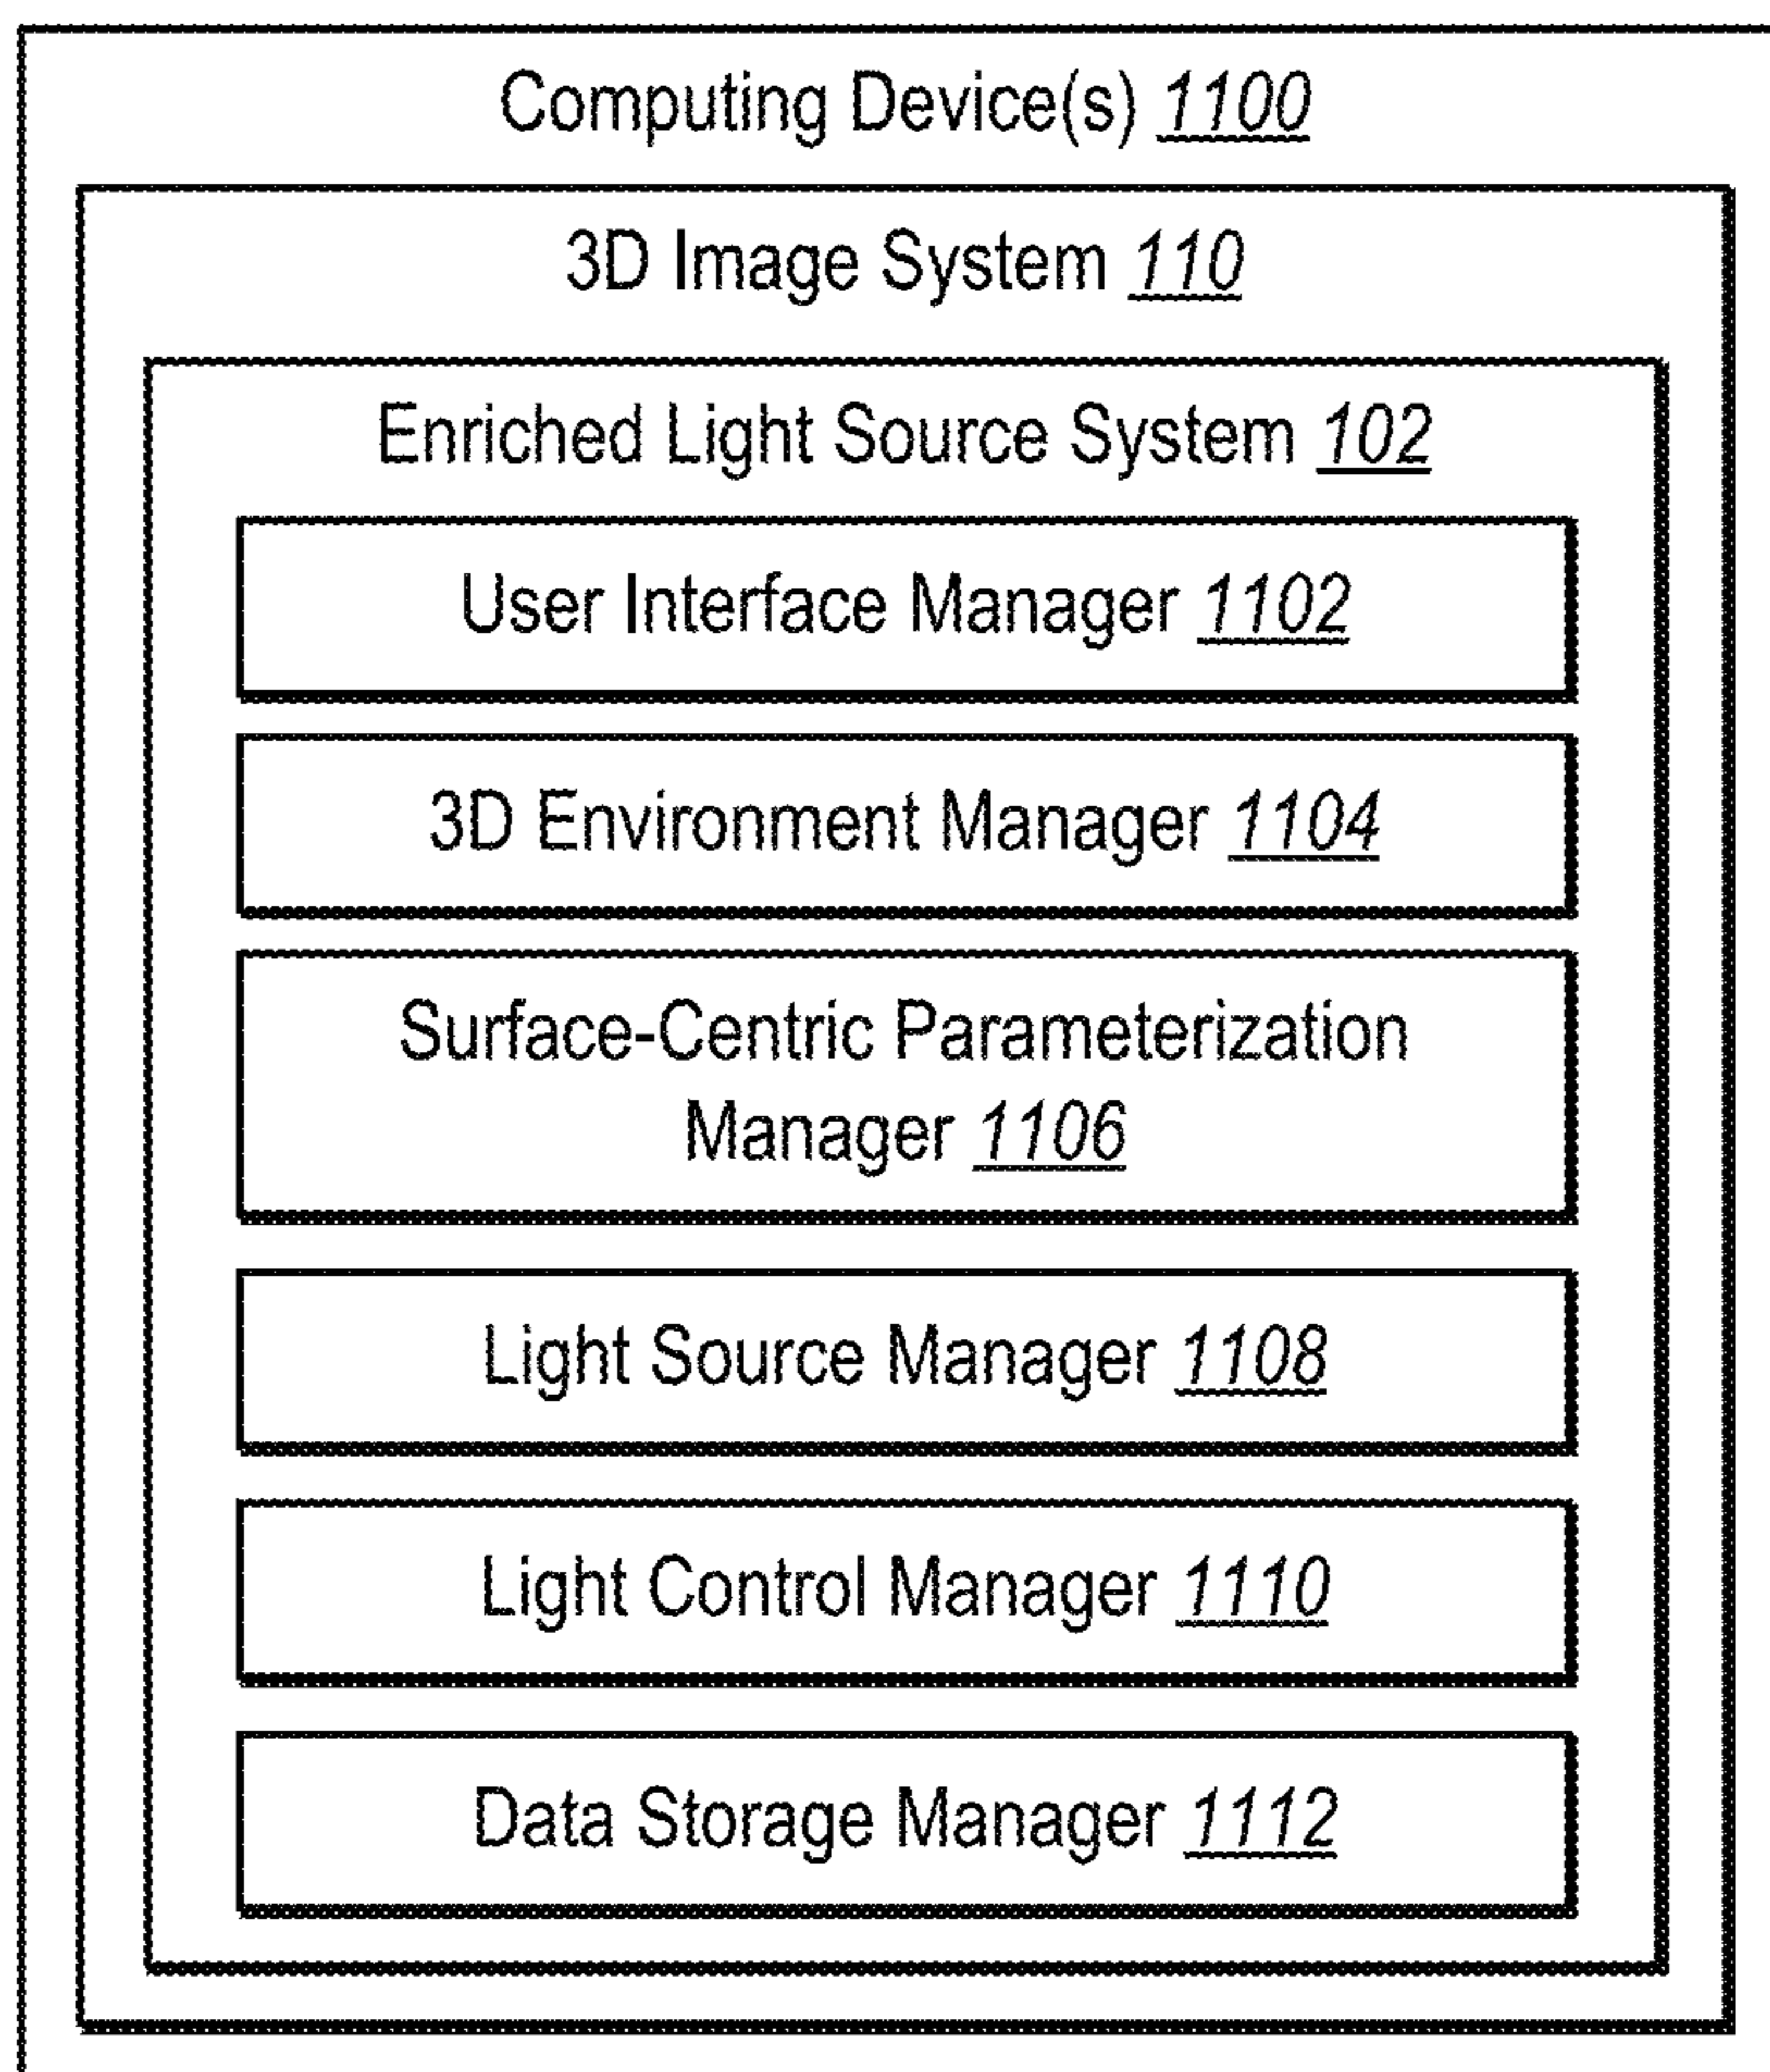 Computing Device(s) 1100
3D Image System 110
Enriched Light Source System 102
User Interface Manager 1102
3D Environment Manager 1104
Surface-Centric Parameterization
Manager 1106
Light Source Manager 1108
Light Control Manager 1110
Data Storage Manager 1112